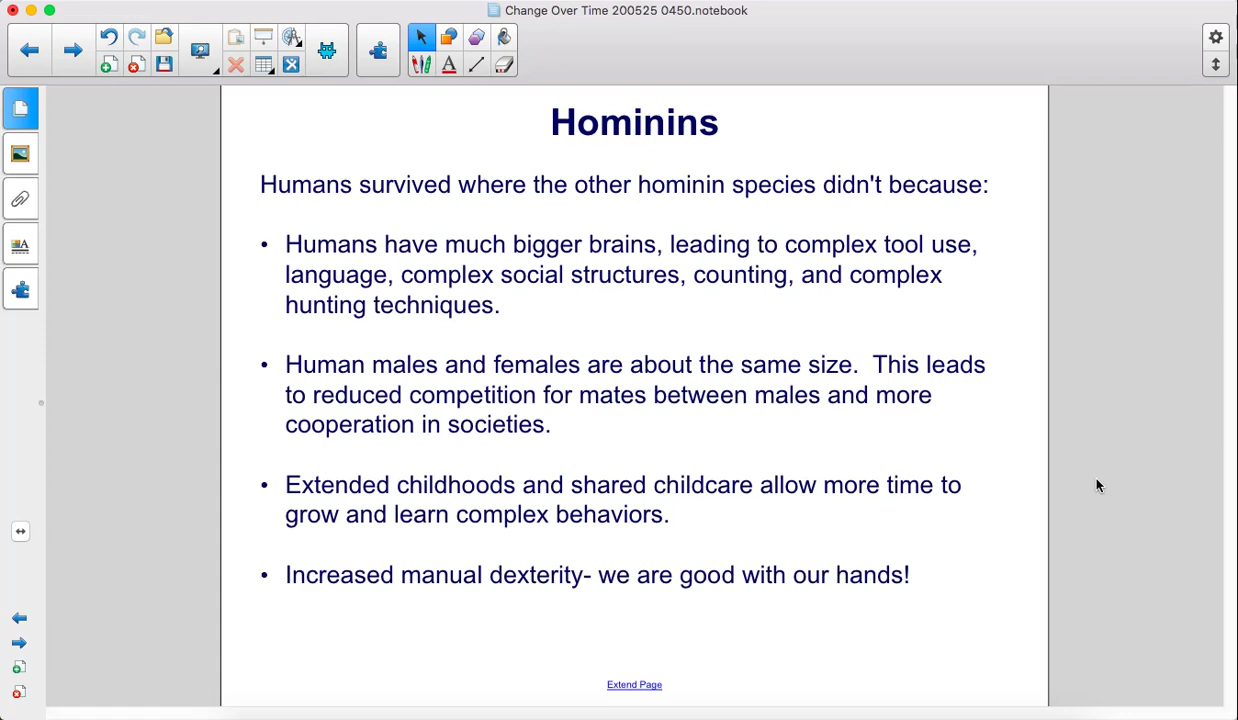 Change Over Time 200525 0450.notebook
Hominins
Humans survived where the other hominin species didn't because:
• Humans have much bigger brains, leading to complex tool use,
language, complex social structures, counting, and complex
hunting techniques.
• Human males and females are about the same size.  This leads
to reduced competition for mates between males and more
cooperation in societies.
• Extended childhoods and shared childcare allow more time to
grow and learn complex behaviors.
• Increased manual dexterity- we are good with our hands!
Extend Page